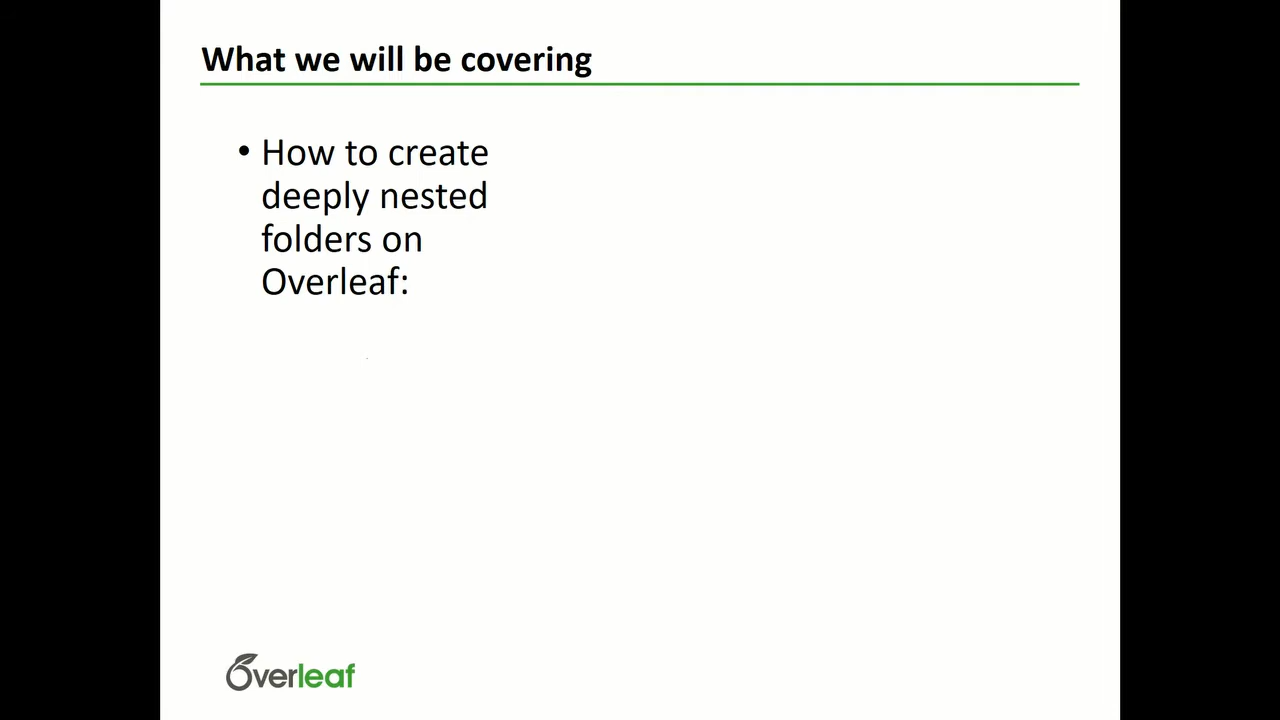 What we will be covering
• How to create
deeply nested
folders on
Overleaf:
Overleaf